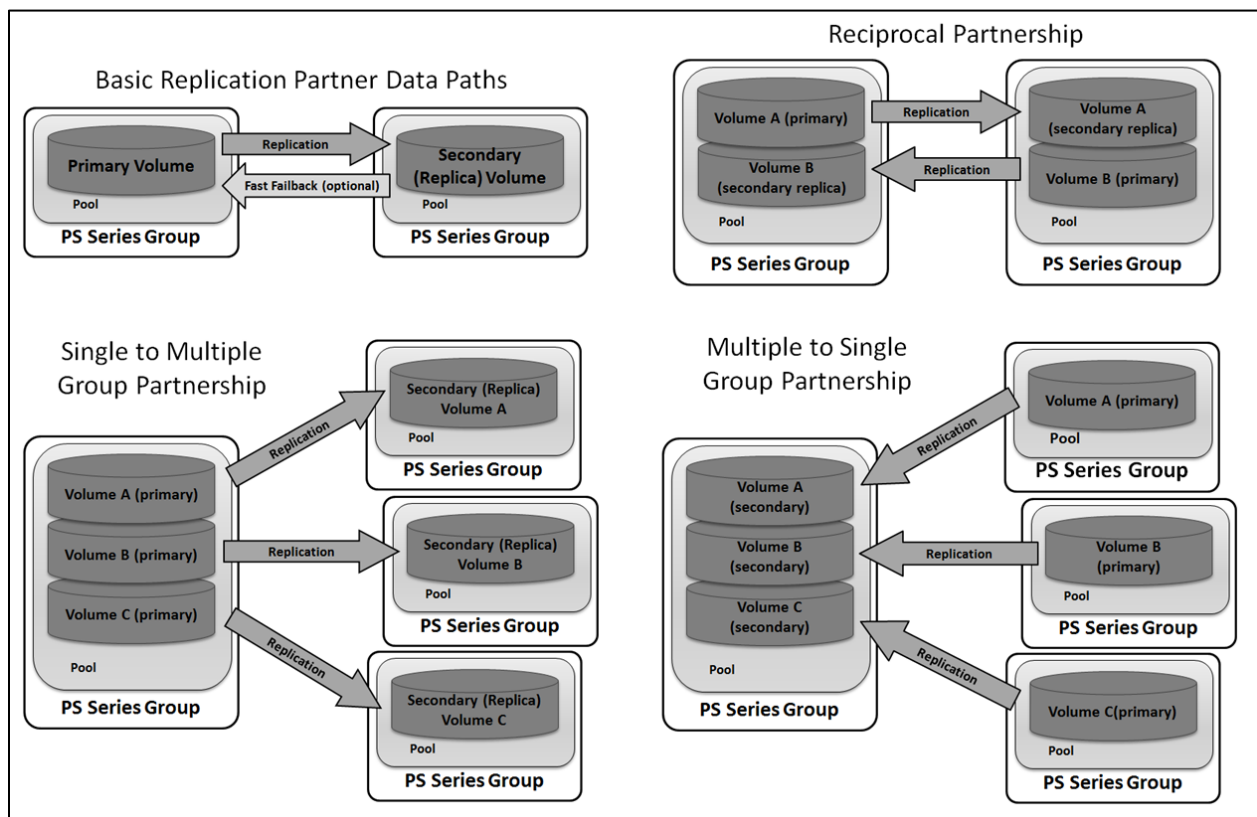 Basic Replication Partner Data Paths
Primary Volume
Pool
PS Series Group
Replication
Fast Failback (optional)
Secondary
(Replica) Volume
Pool
PS Series Group
Reciprocal Partnership
Volume A (primary)
Volume B
(secondary replica)
Pool
PS Series Group
Replication
Replication
Volume A
(secondary replica)
Volume B (primary)
Pool
PS Series Group
Single to Multiple
Group Partnership
Volume A (primary)
Volume B (primary)
Volume C (primary)
Pool
PS Series Group
Replication
Replication
Replication
Secondary (Replica)
Volume A
Pool
PS Series Group
Secondary (Replica)
Volume B
Pool
PS Series Group
Secondary (Replica)
Volume C
Pool
PS Series Group
Multiple to Single
Group Partnership
Volume A
(secondary)
Volume B
(secondary)
Volume C
(secondary)
Pool
PS Series Group
Replication
Replication
Replication
Volume A (primary)
Pool
PS Series Group
Volume B
(primary)
Pool
PS Series Group
Volume C(primary)
Pool
PS Series Group